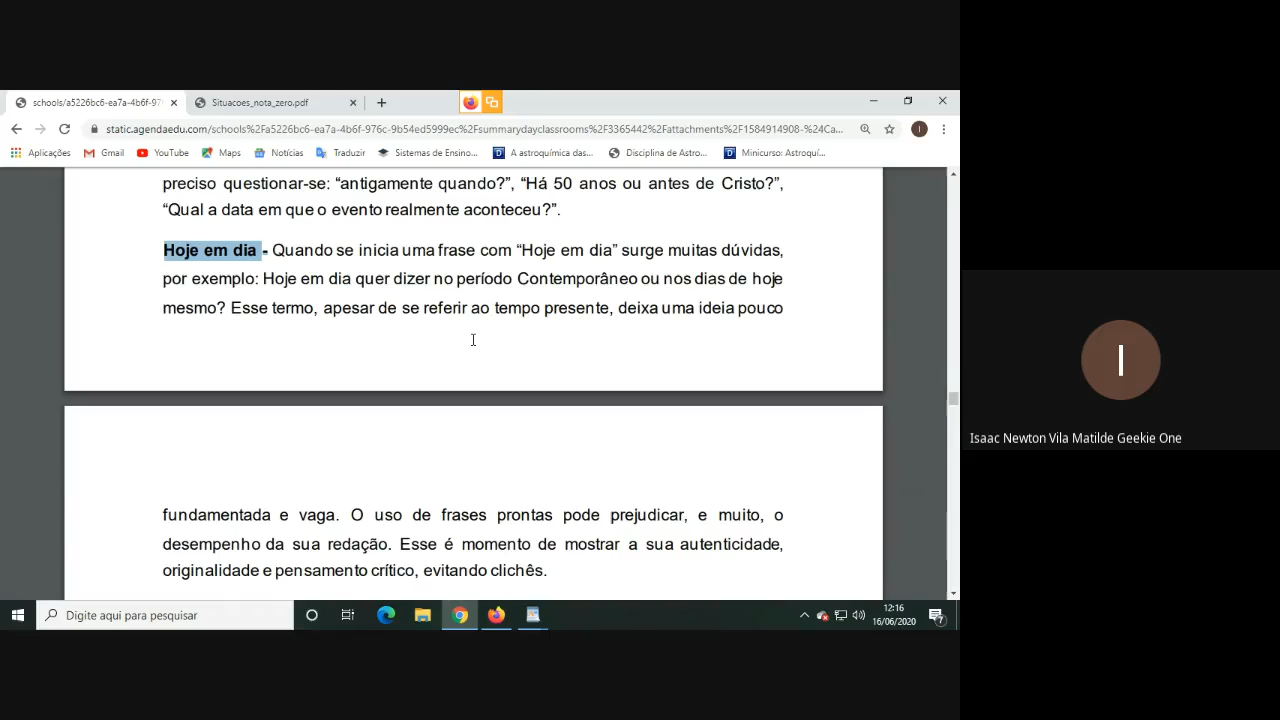 schools/a5226bc6-ea7a-4b6f-97
Situacoes_nota_zero.pdf
static.agendaedu.com/schools%2Fa5226bc6-ea7a-4b6f-976c-9b54ed5999ec%2Fsummarydayclassrooms%2F3365442%2Fattachments%2F1584914908-%24Ca...
I
Aplicações
Gmail
YouTube
Maps
Notícias
Traduzir
Sistemas de Ensino...
D
A astroquímica das...
Disciplina de Astro...
D
Minicurso: Astroquí...
preciso questionar-se: “antigamente quando?”, “Há 50 anos ou antes de Cristo?”,
“Qual a data em que o evento realmente aconteceu?”.
Hoje em dia - Quando se inicia uma frase com “Hoje em dia” surge muitas dúvidas,
por exemplo: Hoje em dia quer dizer no período Contemporâneo ou nos dias de hoje
mesmo? Esse termo, apesar de se referir ao tempo presente, deixa uma ideia pouco
fundamentada e vaga. O uso de frases prontas pode prejudicar, e muito, o
desempenho da sua redação. Esse é momento de mostrar a sua autenticidade,
originalidade e pensamento crítico, evitando clichês.
I
Isaac Newton Vila Matilde Geekie One
Digite aqui para pesquisar
12:16
16/06/2020
7